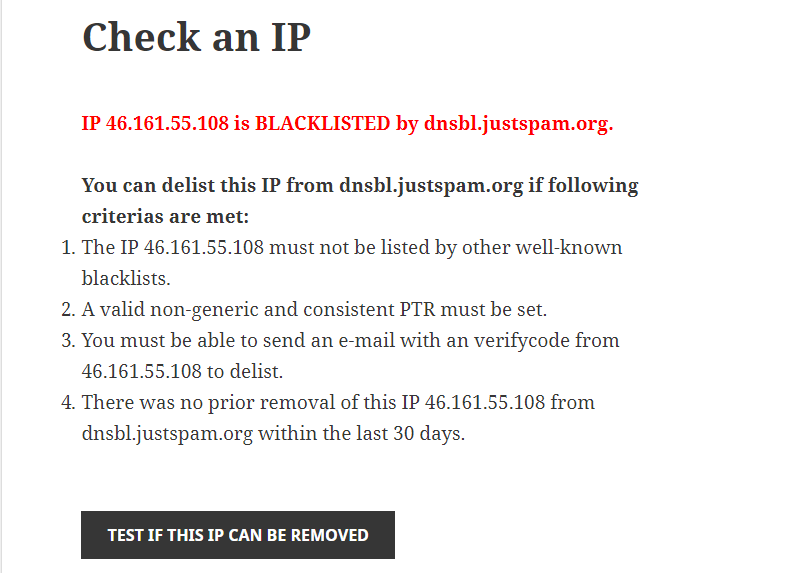 Check an IP
IP 46.161.55.108 is BLACKLISTED by dnsbl.justspam.org.
You can delist this IP from dnsbl.justspam.org if following
criterias are met:
1. The IP 46.161.55.108 must not be listed by other well-known
blacklists.
2. A valid non-generic and consistent PTR must be set.
3. You must be able to send an e-mail with an verifycode from
46.161.55.108 to delist.
4. There was no prior removal of this IP 46.161.55.108 from
dnsbl.justspam.org within the last 30 days.
TEST IF THIS IP CAN BE REMOVED